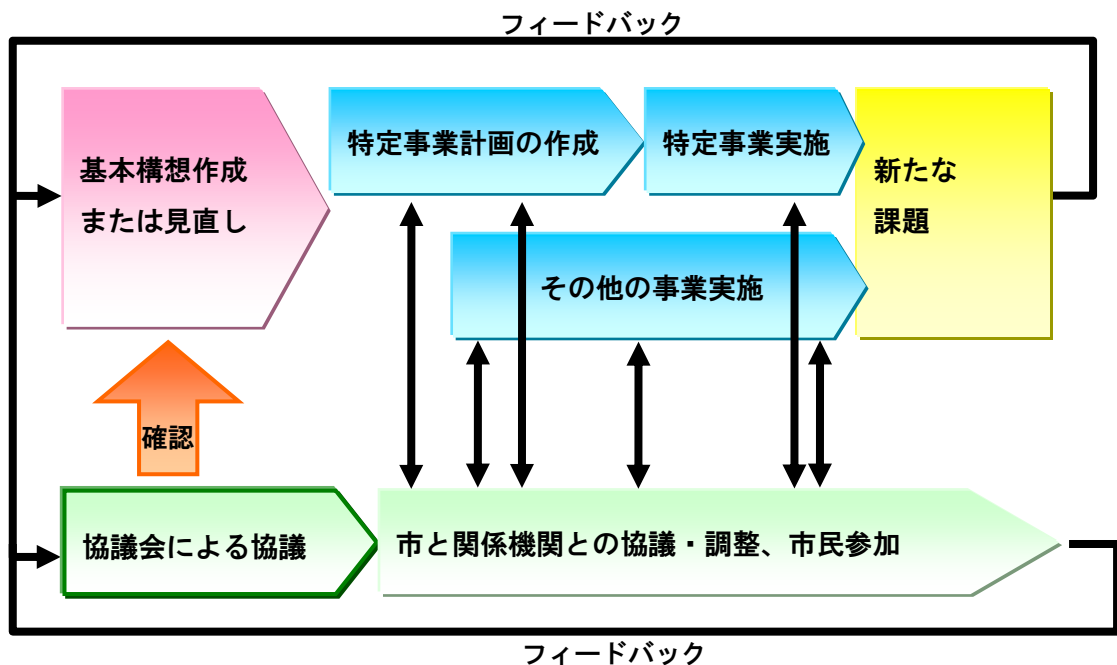 フィードバック
基本構想作成
または見直し
特定事業計画の作成
特定事業実施
新たな
課題
その他の事業実施
確認
協議会による協議
市と関係機関との協議・調整、市民参加
フィードバック